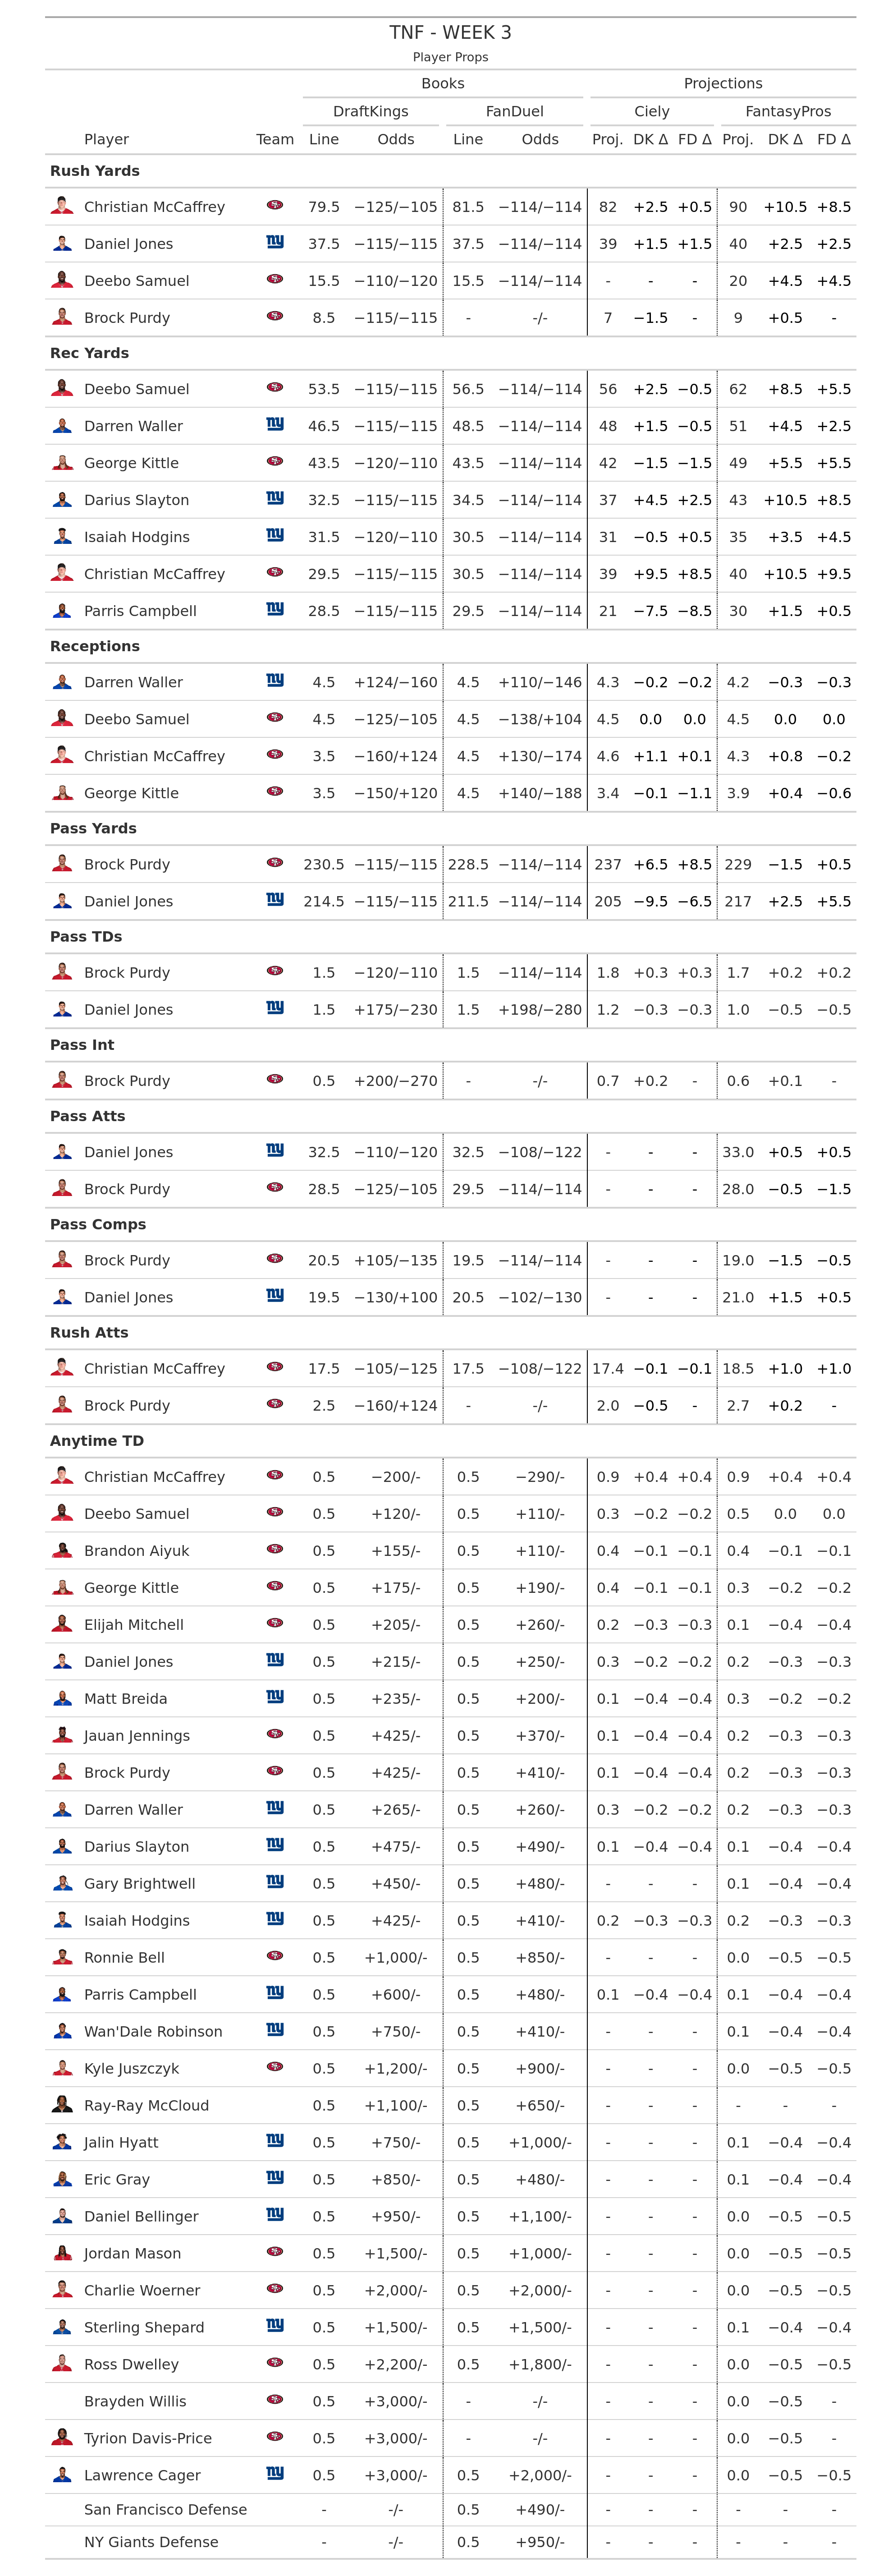 TNF - WEEK 3
Player Props
Books Projections
DraftKings FanDuel Ciely FantasyPros
Player Team Line Odds Line Odds Proj. DK Δ FD Δ Proj. DK Δ FD Δ
Rush Yards
Christian McCaffrey 79.5 −125/−105 81.5 −114/−114 82 +2.5 +0.5 90 +10.5 +8.5
Daniel Jones ny 37.5 −115/−115 37.5 −114/−114 39 +1.5 +1.5 40 +2.5 +2.5
Deebo Samuel 15.5 −110/−120 15.5 −114/−114 - - - 20 +4.5 +4.5
Brock Purdy 8.5 −115/−115 - -/- 7 −1.5 - 9 +0.5 -
Rec Yards
Deebo Samuel 53.5 −115/−115 56.5 −114/−114 56 +2.5 −0.5 62 +8.5 +5.5
Darren Waller ny 46.5 −115/−115 48.5 −114/−114 48 +1.5 −0.5 51 +4.5 +2.5
George Kittle 43.5 −120/−110 43.5 −114/−114 42 −1.5 −1.5 49 +5.5 +5.5
Darius Slayton ny 32.5 −115/−115 34.5 −114/−114 37 +4.5 +2.5 43 +10.5 +8.5
Isaiah Hodgins ny 31.5 −120/−110 30.5 −114/−114 31 −0.5 +0.5 35 +3.5 +4.5
Christian McCaffrey 29.5 −115/−115 30.5 −114/−114 39 +9.5 +8.5 40 +10.5 +9.5
Parris Campbell ny 28.5 −115/−115 29.5 −114/−114 21 −7.5 −8.5 30 +1.5 +0.5
Receptions
Darren Waller ny 4.5 +124/−160 4.5 +110/−146 4.3 −0.2 −0.2 4.2 −0.3 −0.3
Deebo Samuel 4.5 −125/−105 4.5 −138/+104 4.5 0.0 0.0 4.5 0.0 0.0
Christian McCaffrey 3.5 −160/+124 4.5 +130/−174 4.6 +1.1 +0.1 4.3 +0.8 −0.2
George Kittle 3.5 −150/+120 4.5 +140/−188 3.4 −0.1 −1.1 3.9 +0.4 −0.6
Pass Yards
Brock Purdy 230.5 −115/−115 228.5 −114/−114 237 +6.5 +8.5 229 −1.5 +0.5
Daniel Jones ny 214.5 −115/−115 211.5 −114/−114 205 −9.5 −6.5 217 +2.5 +5.5
Pass TDs
Brock Purdy 1.5 −120/−110 1.5 −114/−114 1.8 +0.3 +0.3 1.7 +0.2 +0.2
Daniel Jones ny 1.5 +175/−230 1.5 +198/−280 1.2 −0.3 −0.3 1.0 −0.5 −0.5
Pass Int
Brock Purdy 0.5 +200/−270 - -/- 0.7 +0.2 - 0.6 +0.1 -
Pass Atts
Daniel Jones ny 32.5 −110/−120 32.5 −108/−122 - - - 33.0 +0.5 +0.5
Brock Purdy 28.5 −125/−105 29.5 −114/−114 - - - 28.0 −0.5 −1.5
Pass Comps
Brock Purdy 20.5 +105/−135 19.5 −114/−114 - - - 19.0 −1.5 −0.5
Daniel Jones ny 19.5 −130/+100 20.5 −102/−130 - - - 21.0 +1.5 +0.5
Rush Atts
Christian McCaffrey 17.5 −105/−125 17.5 −108/−122 17.4 −0.1 −0.1 18.5 +1.0 +1.0
Brock Purdy 2.5 −160/+124 - -/- 2.0 −0.5 - 2.7 +0.2 -
Anytime TD
Christian McCaffrey 0.5 −200/- 0.5 −290/- 0.9 +0.4 +0.4 0.9 +0.4 +0.4
Deebo Samuel 0.5 +120/- 0.5 +110/- 0.3 −0.2 −0.2 0.5 0.0 0.0
Brandon Aiyuk 0.5 +155/- 0.5 +110/- 0.4 −0.1 −0.1 0.4 −0.1 −0.1
George Kittle 0.5 +175/- 0.5 +190/- 0.4 −0.1 −0.1 0.3 −0.2 −0.2
Elijah Mitchell 0.5 +205/- 0.5 +260/- 0.2 −0.3 −0.3 0.1 −0.4 −0.4
Daniel Jones ny 0.5 +215/- 0.5 +250/- 0.3 −0.2 −0.2 0.2 −0.3 −0.3
Matt Breida ny 0.5 +235/- 0.5 +200/- 0.1 −0.4 −0.4 0.3 −0.2 −0.2
Jauan Jennings 0.5 +425/- 0.5 +370/- 0.1 −0.4 −0.4 0.2 −0.3 −0.3
Brock Purdy 0.5 +425/- 0.5 +410/- 0.1 −0.4 −0.4 0.2 −0.3 −0.3
Darren Waller ny 0.5 +265/- 0.5 +260/- 0.3 −0.2 −0.2 0.2 −0.3 −0.3
Darius Slayton ny 0.5 +475/- 0.5 +490/- 0.1 −0.4 −0.4 0.1 −0.4 −0.4
Gary Brightwell ny 0.5 +450/- 0.5 +480/- - - - 0.1 −0.4 −0.4
Isaiah Hodgins ny 0.5 +425/- 0.5 +410/- 0.2 −0.3 −0.3 0.2 −0.3 −0.3
Ronnie Bell 0.5 +1,000/- 0.5 +850/- - - - 0.0 −0.5 −0.5
Parris Campbell ny 0.5 +600/- 0.5 +480/- 0.1 −0.4 −0.4 0.1 −0.4 −0.4
Wan'Dale Robinson ny 0.5 +750/- 0.5 +410/- - - - 0.1 −0.4 −0.4
Kyle Juszczyk 0.5 +1,200/- 0.5 +900/- - - - 0.0 −0.5 −0.5
Ray-Ray McCloud 0.5 +1,100/- 0.5 +650/- - - - - - -
Jalin Hyatt ny 0.5 +750/- 0.5 +1,000/- - - - 0.1 −0.4 −0.4
Eric Gray ny 0.5 +850/- 0.5 +480/- - - - 0.1 −0.4 −0.4
Daniel Bellinger ny 0.5 +950/- 0.5 +1,100/- - - - 0.0 −0.5 −0.5
Jordan Mason 0.5 +1,500/- 0.5 +1,000/- - - - 0.0 −0.5 −0.5
Charlie Woerner 0.5 +2,000/- 0.5 +2,000/- - - - 0.0 −0.5 −0.5
Sterling Shepard ny 0.5 +1,500/- 0.5 +1,500/- - - - 0.1 −0.4 −0.4
Ross Dwelley 0.5 +2,200/- 0.5 +1,800/- - - - 0.0 −0.5 −0.5
Brayden Willis 0.5 +3,000/- - -/- - - - 0.0 −0.5 -
Tyrion Davis-Price 0.5 +3,000/- - -/- - - - 0.0 −0.5 -
Lawrence Cager ny 0.5 +3,000/- 0.5 +2,000/- - - - 0.0 −0.5 −0.5
San Francisco Defense - -/- 0.5 +490/- - - - - - -
NY Giants Defense - -/- 0.5 +950/- - - - - - -